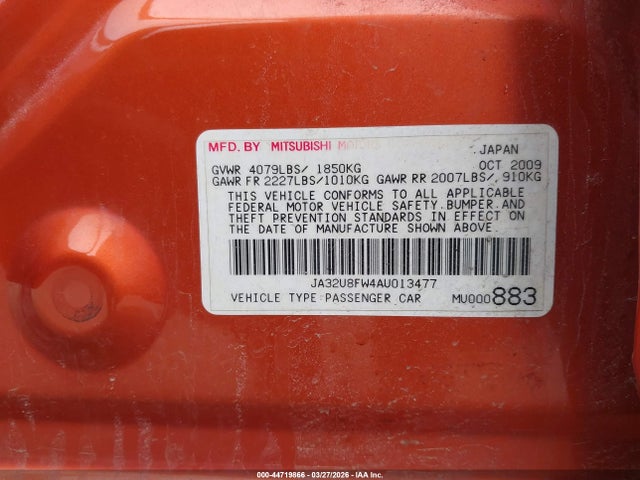 MFD. BY MITSUBISHI MOTORS JAPAN
GVWR 4079LBS/ 1850KG OCT 2009
GAWR FR 2227LBS/1010KG GAWR RR 2007LBS/, 910KG
THIS VEHICLE CONFORMS TO ALL APPLICABLE
FEDERAL MOTOR VEHICLE SAFETY, BUMPER, AND
THEFT PREVENTION STANDARDS IN EFFECT ON
THE DATE OF MANUFACTURE SHOWN ABOVE.
JA32U8FW4AU013477
VEHICLE TYPE PASSENGER CAR MU000883
000-44719866 | 03/27/2026 | IAA Inc.